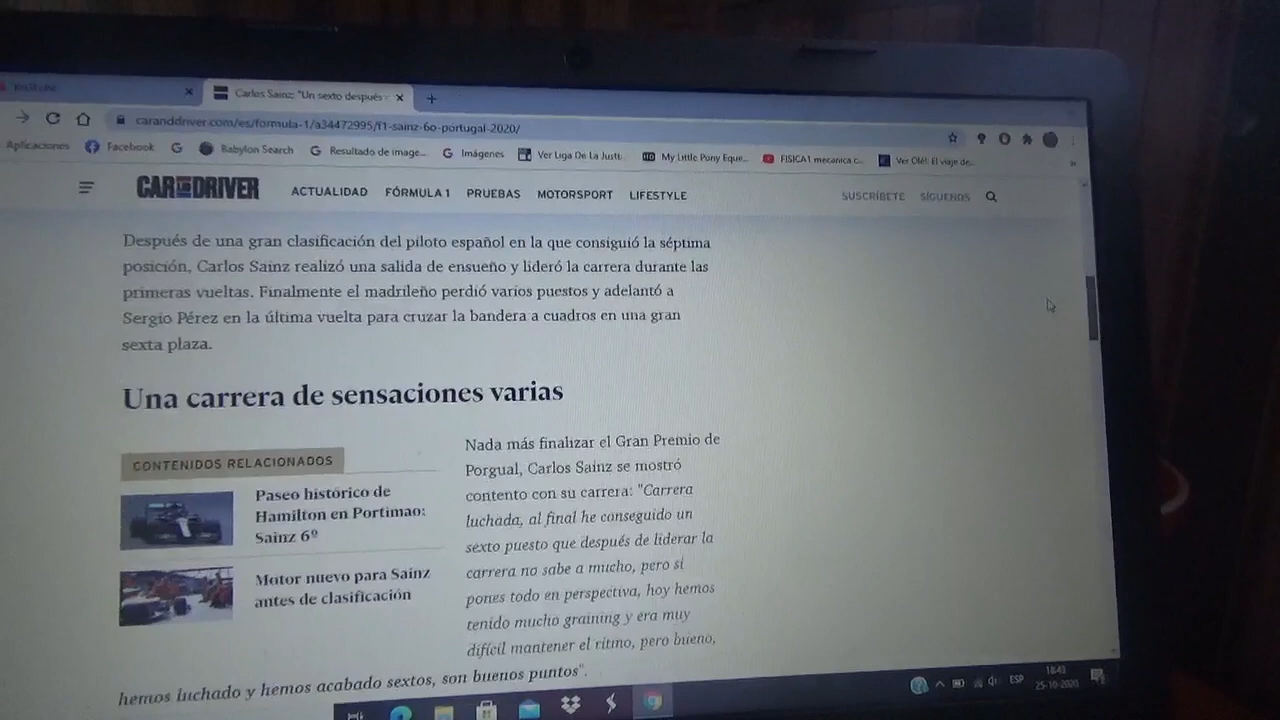 YouTube
Carlos Sainz: "Un sexto después
caranddriver.com/es/formula-1/a34472995/f1-sainz-6o-portugal-2020/
Aplicaciones Facebook Babylon Search Resultado de image... Imágenes Ver Liga De La Justi... My Little Pony Eque... FISICA1 mecanica c... Ver Olé!: El viaje de...
CAR AND DRIVER ACTUALIDAD FÓRMULA 1 PRUEBAS MOTORSPORT LIFESTYLE SUSCRÍBETE SÍGUENOS
Después de una gran clasificación del piloto español en la que consiguió la séptima
posición, Carlos Sainz realizó una salida de ensueño y lideró la carrera durante las
primeras vueltas. Finalmente el madrileño perdió varios puestos y adelantó a
Sergio Pérez en la última vuelta para cruzar la bandera a cuadros en una gran
sexta plaza.
Una carrera de sensaciones varias
CONTENIDOS RELACIONADOS
Paseo histórico de
Hamilton en Portimao:
Sainz 6º
Motor nuevo para Sainz
antes de clasificación
Nada más finalizar el Gran Premio de
Porgual, Carlos Sainz se mostró
contento con su carrera: "Carrera
luchada, al final he conseguido un
sexto puesto que después de liderar la
carrera no sabe a mucho, pero si
pones todo en perspectiva, hoy hemos
tenido mucho graining y era muy
difícil mantener el ritmo, pero bueno,
hemos luchado y hemos acabado sextos, son buenos puntos".
ESP
18:43
25-10-2020